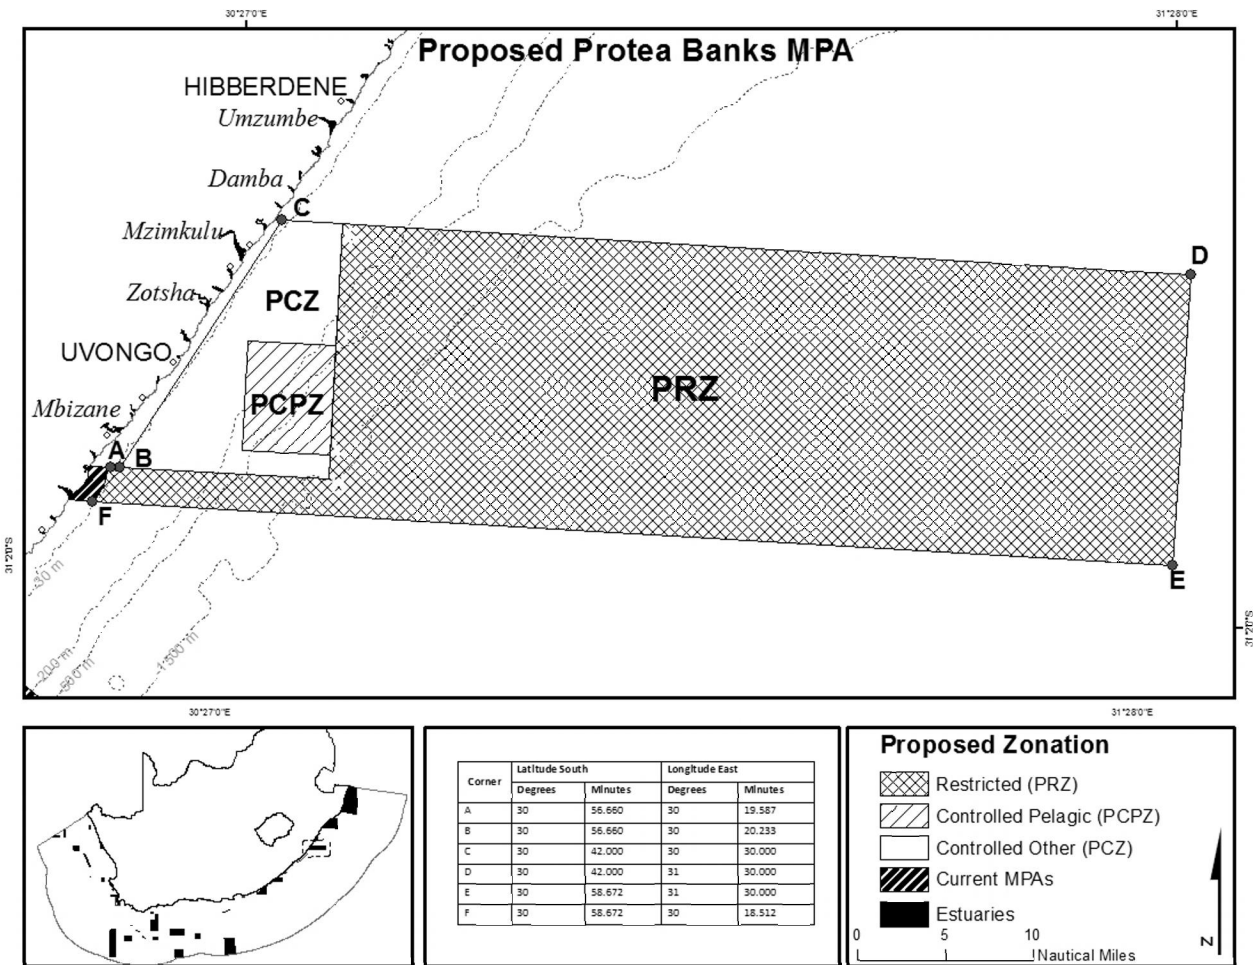 30°27'0"E
31°28'0"E
Proposed Protea Banks MPA
HIBBERDENE
Umzumbe
Damba
C
Mzimkulu
D
Zotsha
PCZ
UVONGO
PRZ
Mbizane
PCPZ
A
B
F
31°20'S
E
-30 m
31°20'S
-200 m
-500 m
-1500 m
30°27'0"E
31°28'0"E
Corner Latitude South Longitude East
Degrees Minutes Degrees Minutes
A 30 56.660 30 19.587
B 30 56.660 30 20.233
C 30 42.000 30 30.000
D 30 42.000 31 30.000
E 30 58.672 31 30.000
F 30 58.672 30 18.512
Proposed Zonation
Restricted (PRZ)
Controlled Pelagic (PCPZ)
Controlled Other (PCZ)
Current MPAs
Estuaries
0 5 10
Nautical Miles
N